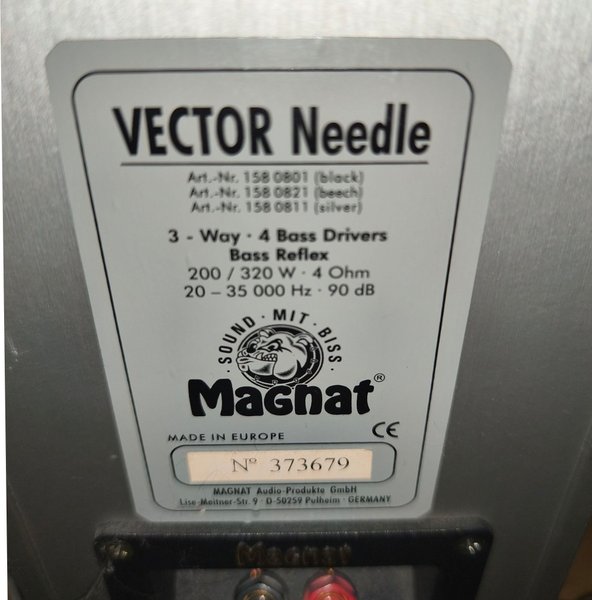 VECTOR Needle
Art.-Nr. 158 0801 (black)
Art.-Nr. 158 0821 (beech)
Art.-Nr. 158 0811 (silver)
3 - Way · 4 Bass Drivers
Bass Reflex
200 / 320 W · 4 Ohm
20 – 35 000 Hz · 90 dB
· SOUND · MIT · BISS ·
Magnat®
MADE IN EUROPE CE
Nº 373679
MAGNAT Audio-Produkte GmbH
Lise-Meitner-Str. 9 · D-50259 Pulheim · GERMANY
Magnat